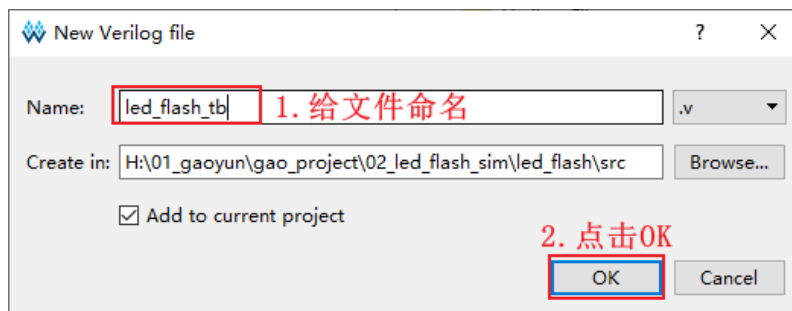 New Verilog file ? ×
Name: led_flash_tb 1.给文件命名 .v
Create in: H:\01_gaoyun\gao_project\02_led_flash_sim\led_flash\src Browse...
Add to current project
2.点击OK
OK Cancel